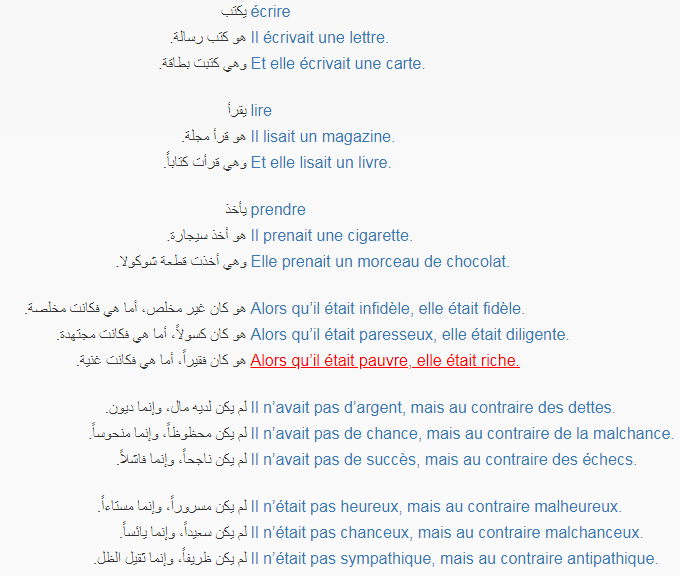 écrire يكتب
Il écrivait une lettre. هو كتب رسالة.
Et elle écrivait une carte. وهي كتبت بطاقة.
lire يقرأ
Il lisait un magazine. هو قرأ مجلة.
Et elle lisait un livre. وهي قرأت كتاباً.
prendre يأخذ
Il prenait une cigarette. هو أخذ سيجارة.
Elle prenait un morceau de chocolat. وهي أخذت قطعة شوكولا.
Alors qu’il était infidèle, elle était fidèle. هو كان غير مخلص، أما هي فكانت مخلصة.
Alors qu’il était paresseux, elle était diligente. هو كان كسولاً، أما هي فكانت مجتهدة.
Alors qu’il était pauvre, elle était riche. هو كان فقيراً، أما هي فكانت غنية.
Il n’avait pas d’argent, mais au contraire des dettes. لم يكن لديه مال، وإنما ديون.
Il n’avait pas de chance, mais au contraire de la malchance. لم يكن محظوظاً، وإنما منحوساً.
Il n’avait pas de succès, mais au contraire des échecs. لم يكن ناجحاً، وإنما فاشلاً.
Il n’était pas heureux, mais au contraire malheureux. لم يكن مسروراً، وإنما مستاءاً.
Il n’était pas chanceux, mais au contraire malchanceux. لم يكن سعيداً، وإنما يائساً.
Il n’était pas sympathique, mais au contraire antipathique. لم يكن ظريفاً، وإنما ثقيل الظل.